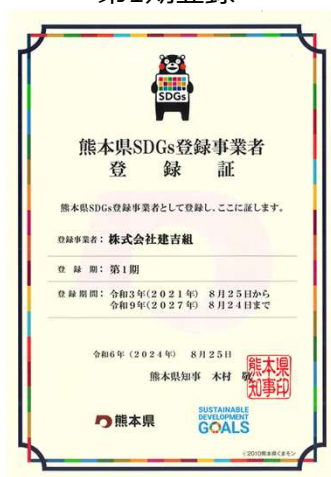 第1期登録
SDGs
熊本県SDGs登録事業者
登録証
熊本県SDGs登録事業者として登録し、ここに証します。
登録事業者：株式会社建吉組
登録期：第1期
登録期間：令和3年(2021年) 8月25日から
令和9年(2027年) 8月24日まで
令和6年(2024年) 8月25日
熊本県知事 木村 敬
熊本県
知事印
熊本県
SUSTAINABLE
DEVELOPMENT
GOALS
©2010熊本県くまモン